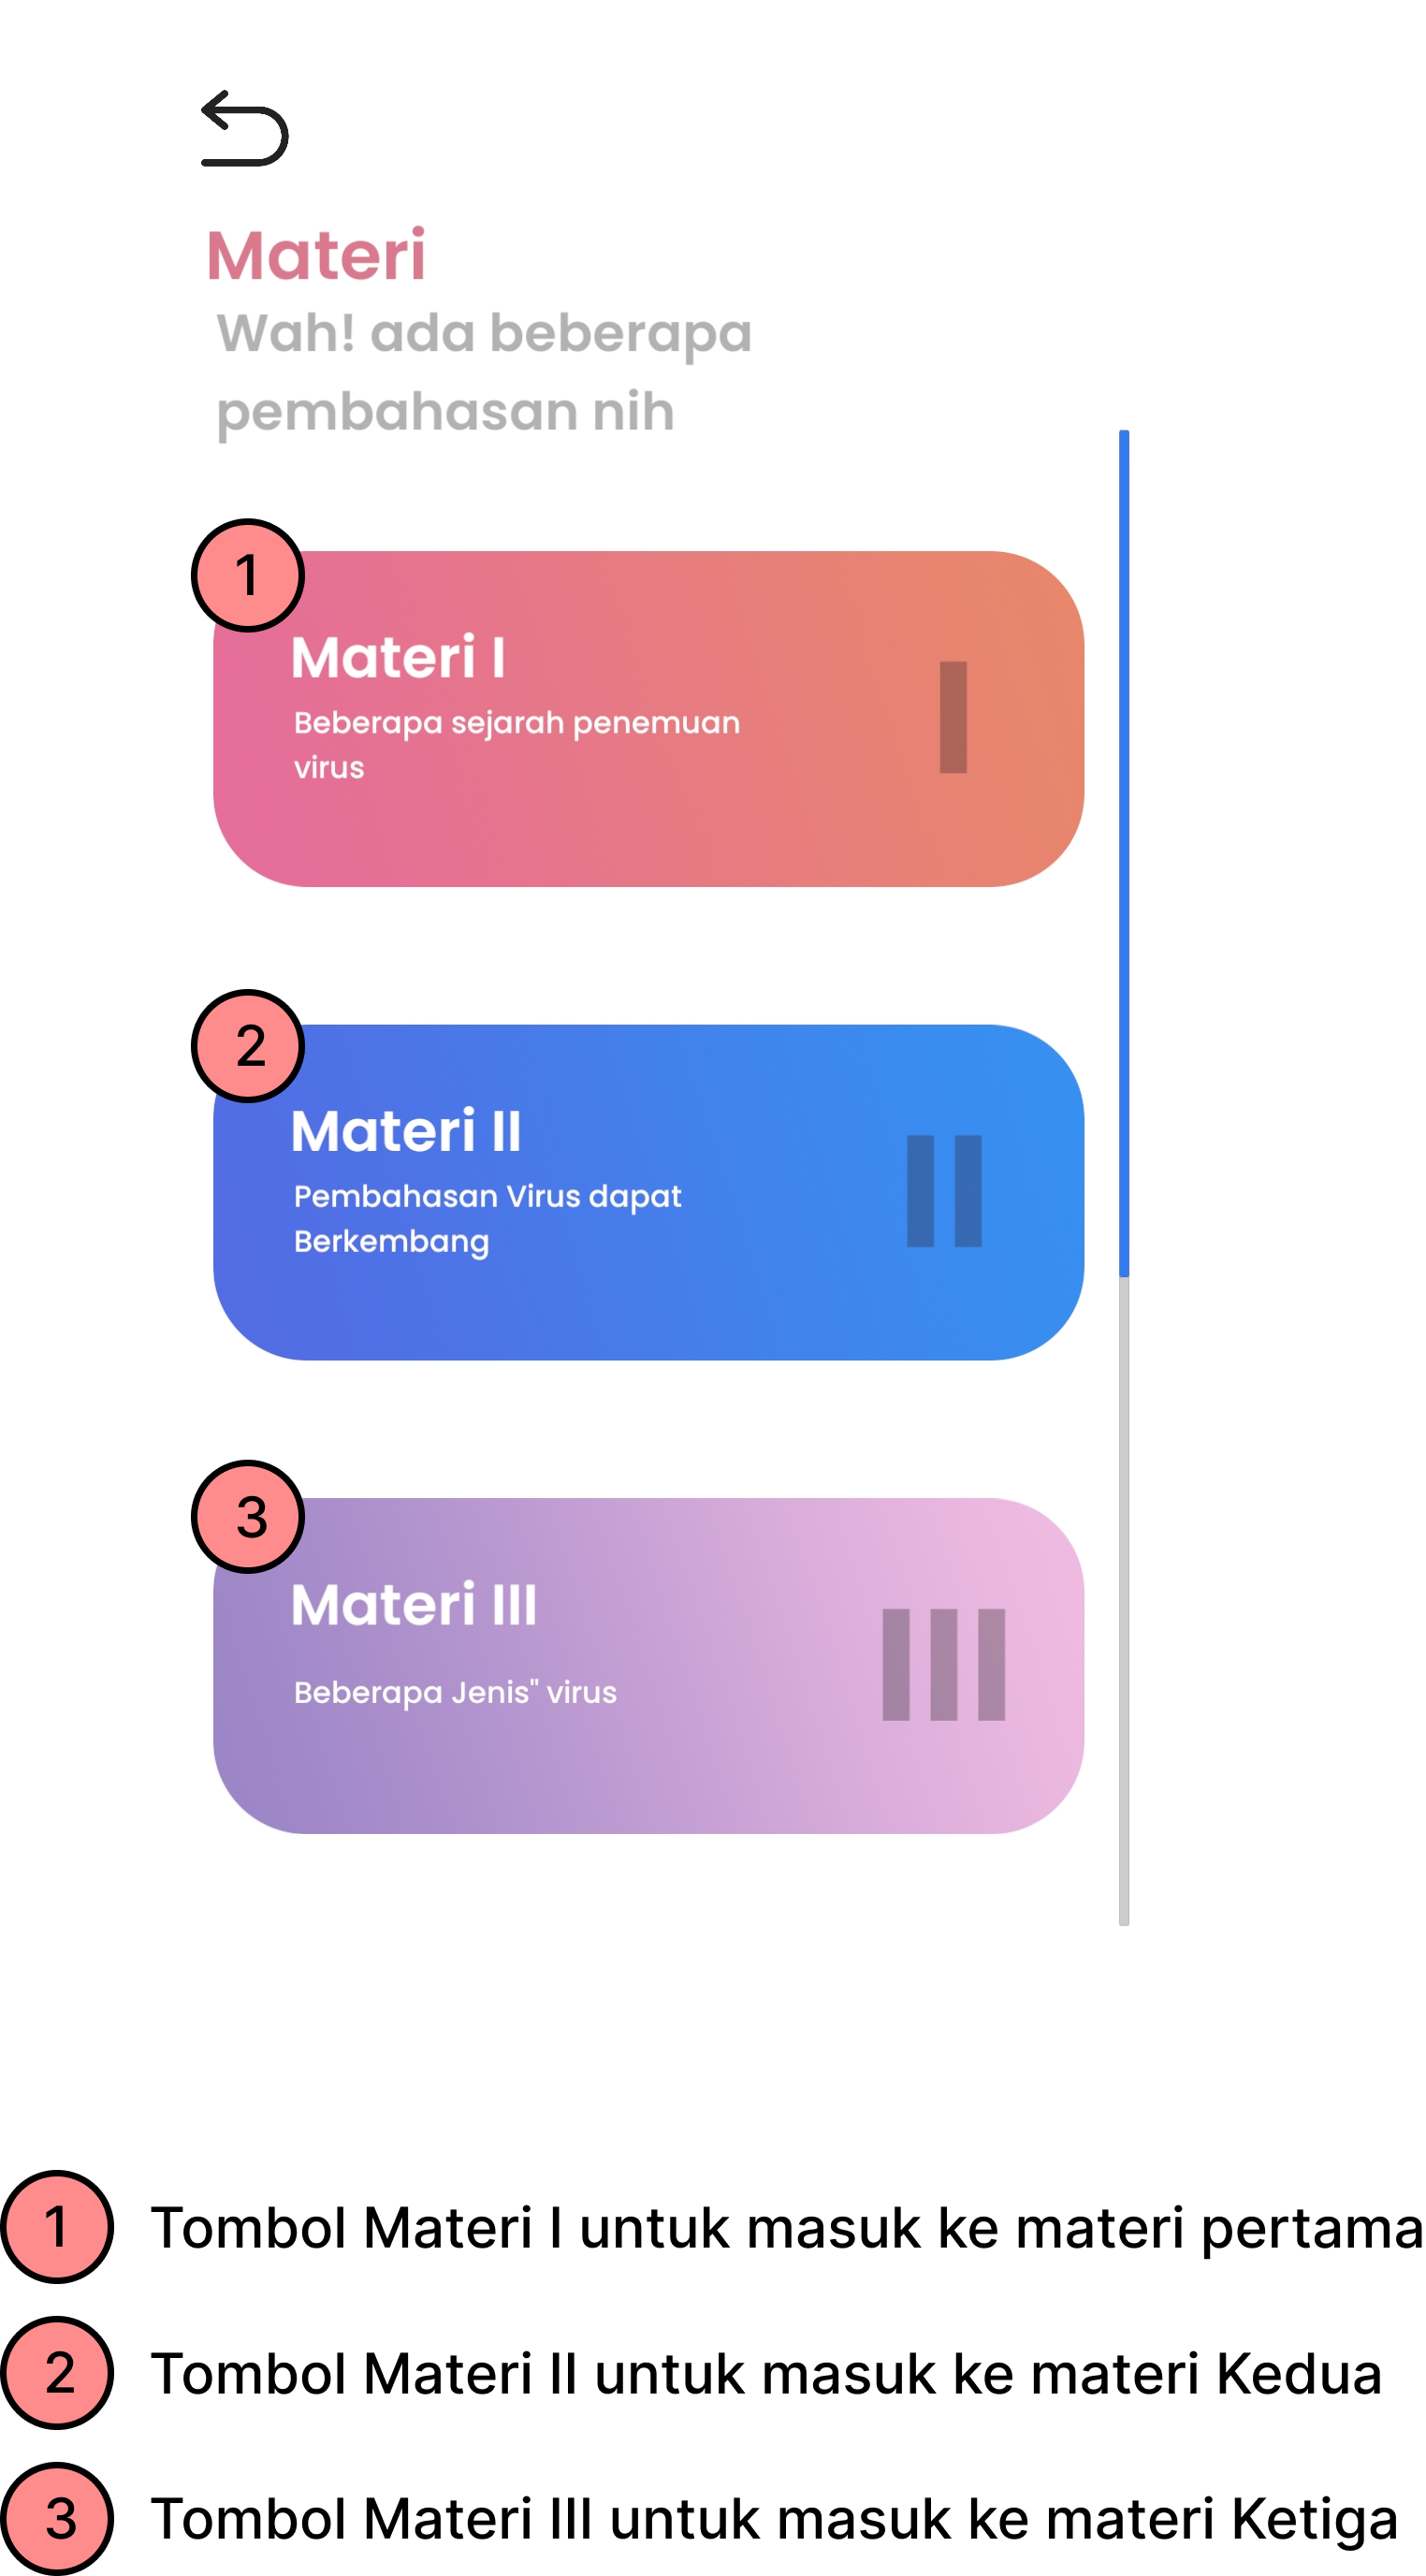 Materi
Wah! ada beberapa
pembahasan nih
1
Materi I
Beberapa sejarah penemuan
virus
I
2
Materi II
Pembahasan Virus dapat
Berkembang
II
3
Materi III
Beberapa Jenis" virus
III
1 Tombol Materi I untuk masuk ke materi pertama
2 Tombol Materi II untuk masuk ke materi Kedua
3 Tombol Materi III untuk masuk ke materi Ketiga